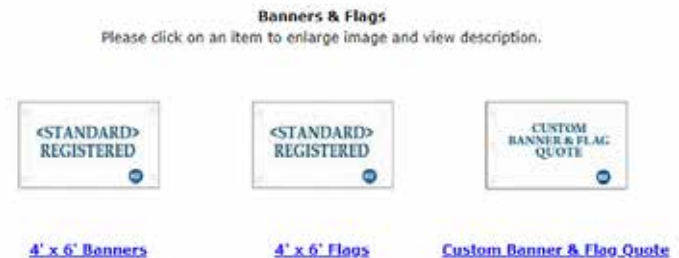 Banners & Flags
Please click on an item to enlarge image and view description.
<STANDARD>
REGISTERED
<STANDARD>
REGISTERED
CUSTOM
BANNER & FLAG
QUOTE
4' x 6' Banners
4' x 6' Flags
Custom Banner & Flag Quote